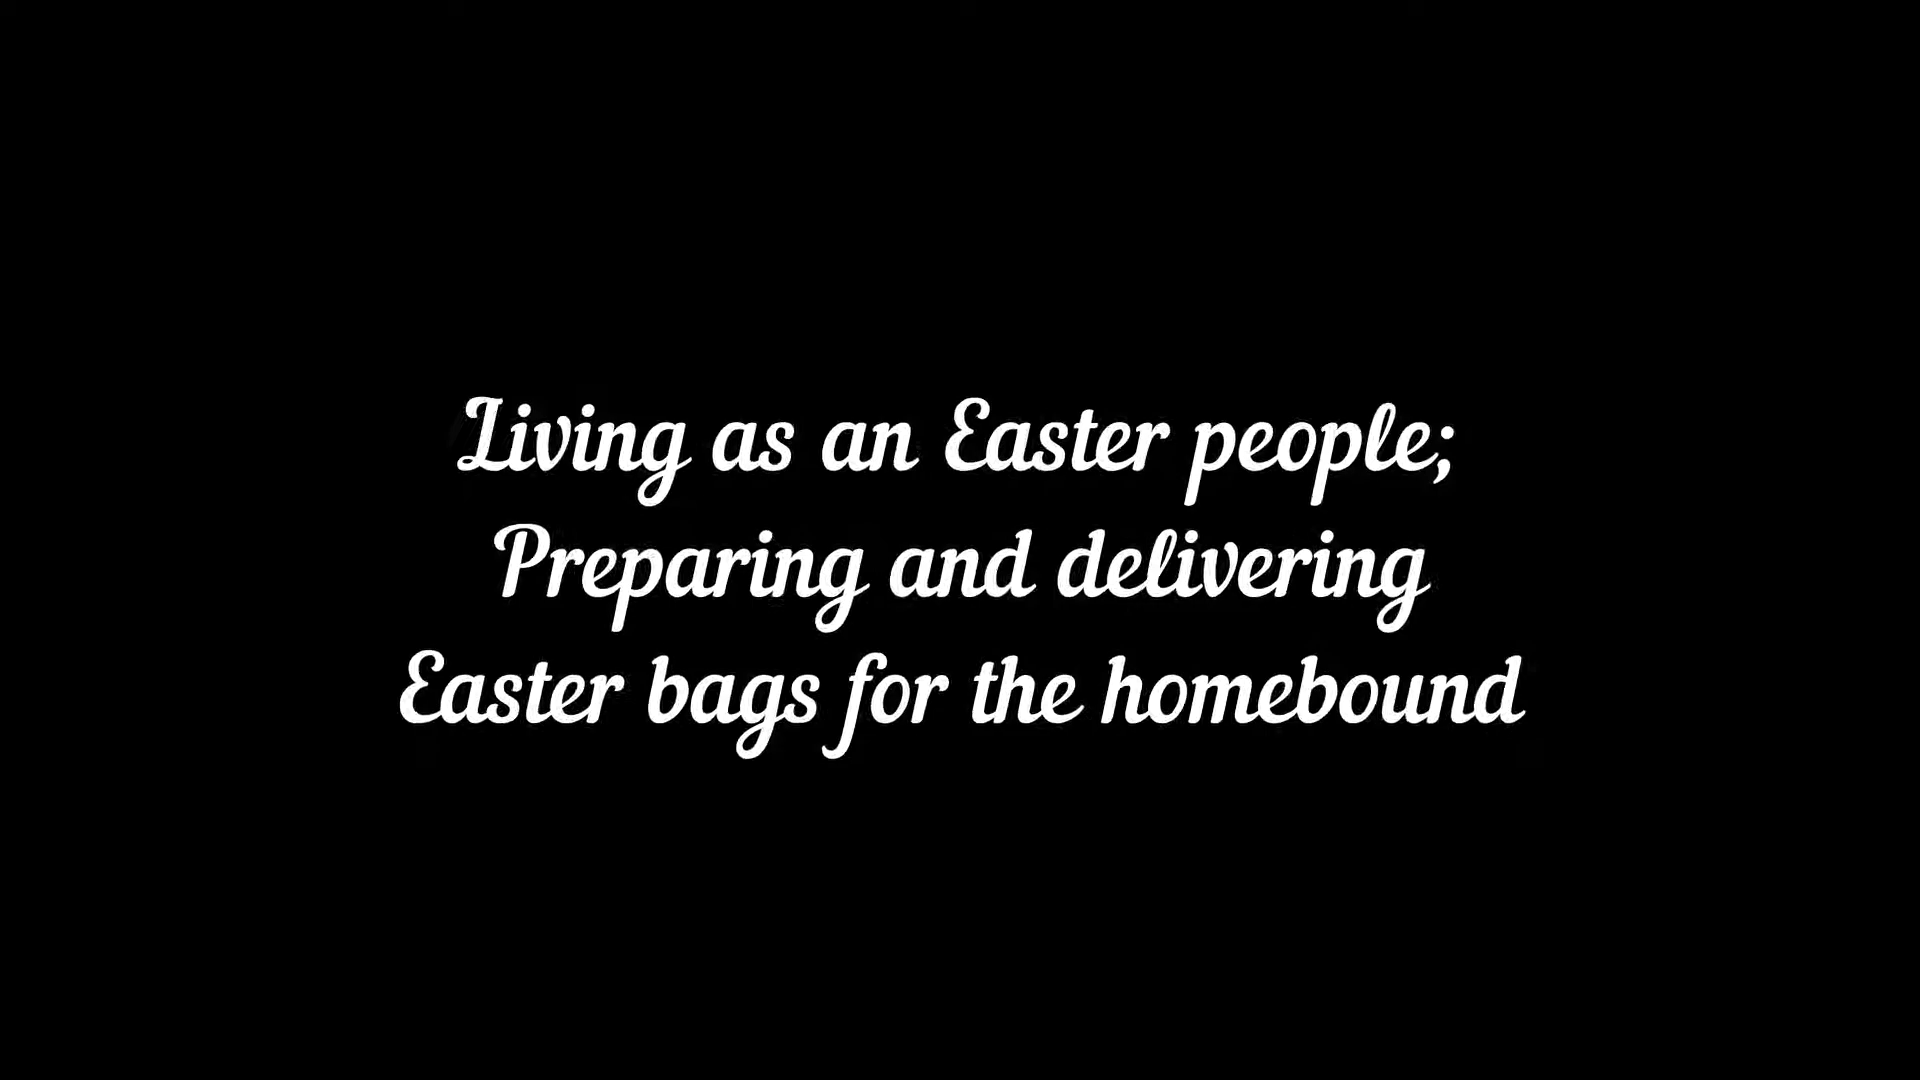 Living as an Easter people;
Preparing and delivering
Easter bags for the homebound